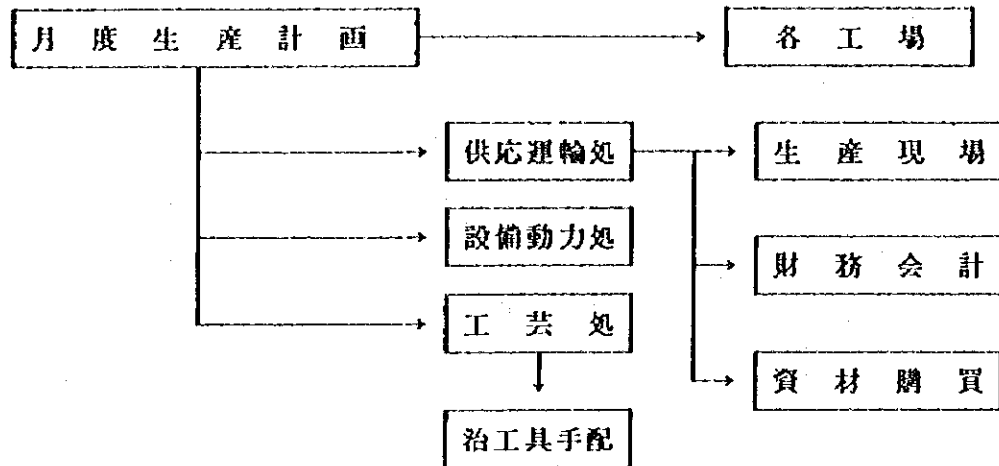 月度生産計画
各工場
供応運輸処
生産現場
設備動力処
財務会計
工芸処
資材購買
治工具手配